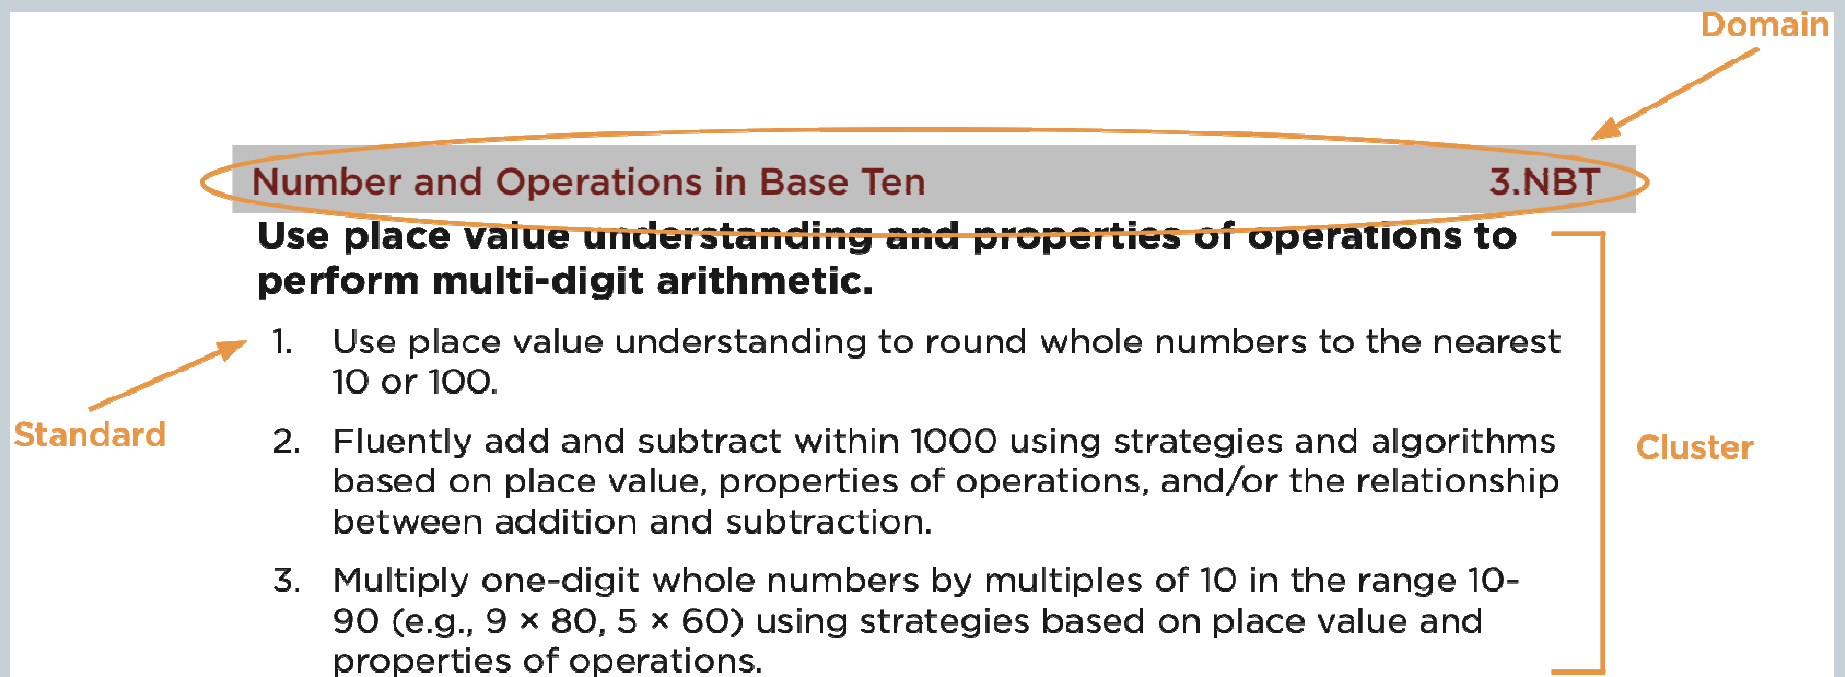 Domain
Number and Operations in Base Ten 3.NBT
Use place value understanding and properties of operations to
perform multi-digit arithmetic.
1. Use place value understanding to round whole numbers to the nearest
10 or 100.
Standard
2. Fluently add and subtract within 1000 using strategies and algorithms
based on place value, properties of operations, and/or the relationship
between addition and subtraction.
Cluster
3. Multiply one-digit whole numbers by multiples of 10 in the range 10-
90 (e.g., 9 × 80, 5 × 60) using strategies based on place value and
properties of operations.